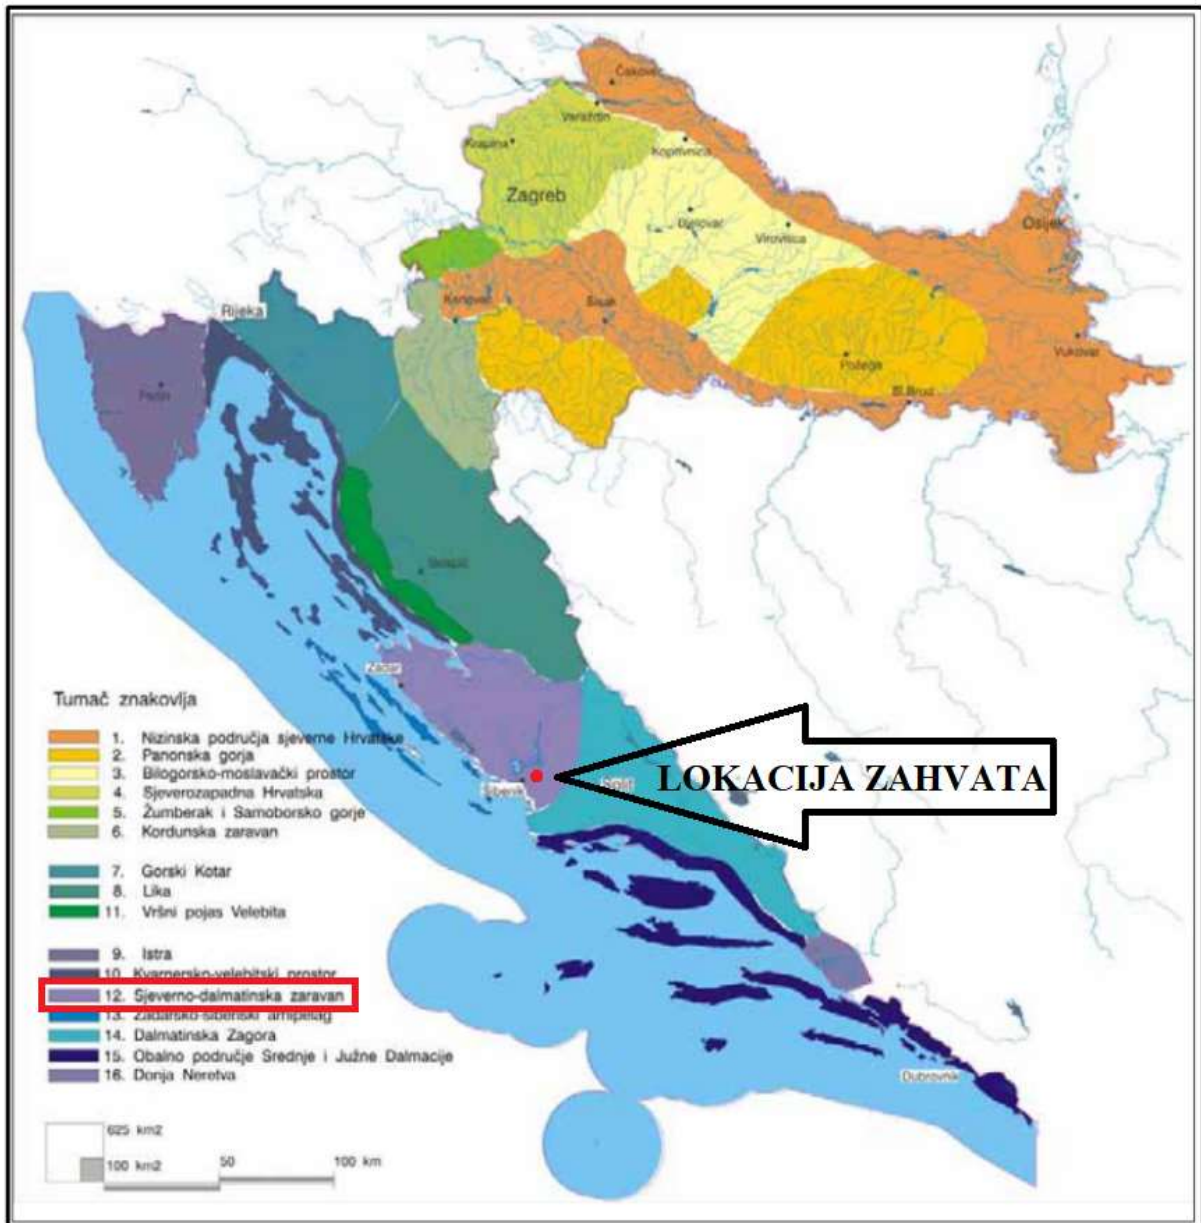 Čakovec
Varaždin
Krapina
Koprivnica
Zagreb
Bjelovar
Virovitica
Osijek
Rijeka
Karlovac
Sisak
Vukovar
Požega
Sl.Brod
Pazin
Gospić
Zadar
Tumač znakovlja
1. Nizinska područja sjeverne Hrvatske
2. Panonska gorja
3. Bilogorsko-moslavački prostor
4. Sjeverozapadna Hrvatska
5. Žumberak i Samoborsko gorje
6. Kordunska zaravan
Šibenik
Split
LOKACIJA ZAHVATA
7. Gorski Kotar
8. Lika
11. Vršni pojas Velebita
9. Istra
10. Kvarnersko-velebitski prostor
12. Sjeverno-dalmatinska zaravan
13. Zadarsko-šibenski arhipelag
14. Dalmatinska Zagora
15. Obalno područje Srednje i Južne Dalmacije
16. Donja Neretva
Dubrovnik
625 km2
100 km2
50
100 km